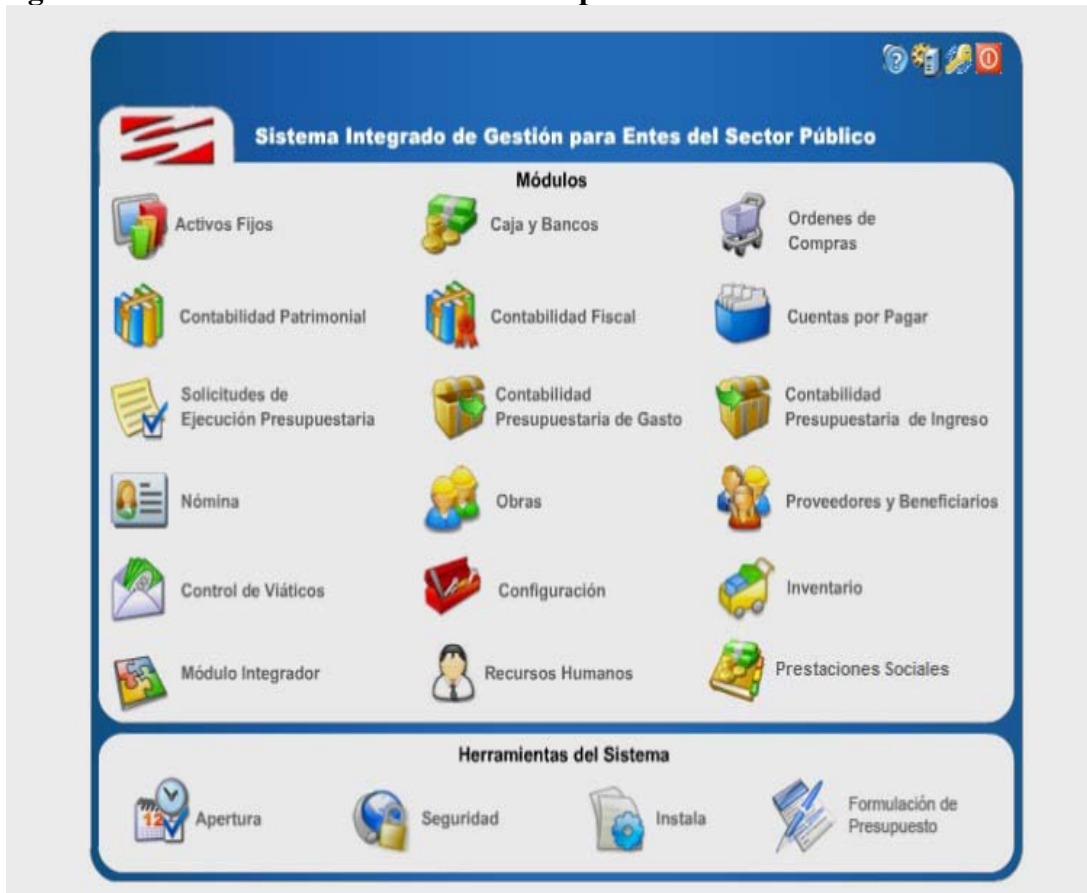 Sistema Integrado de Gestión para Entes del Sector Público
Módulos
Activos Fijos
Caja y Bancos
Ordenes de
Compras
Contabilidad Patrimonial
Contabilidad Fiscal
Cuentas por Pagar
Solicitudes de
Ejecución Presupuestaria
Contabilidad
Presupuestaria de Gasto
Contabilidad
Presupuestaria de Ingreso
Nómina
Obras
Proveedores y Beneficiarios
Control de Viáticos
Configuración
Inventario
Módulo Integrador
Recursos Humanos
Prestaciones Sociales
Herramientas del Sistema
12
Apertura
Seguridad
Instala
Formulación de
Presupuesto